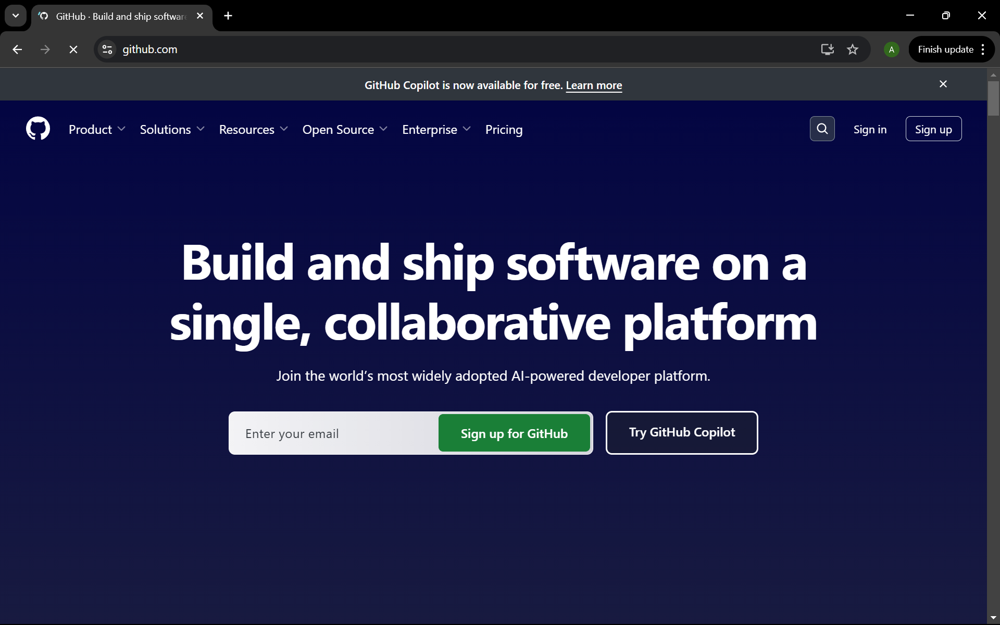 GitHub · Build and ship software
github.com
A
Finish update
GitHub Copilot is now available for free. Learn more
Product Solutions Resources Open Source Enterprise Pricing Sign in Sign up
Build and ship software on a
single, collaborative platform
Join the world’s most widely adopted AI-powered developer platform.
Enter your email Sign up for GitHub Try GitHub Copilot